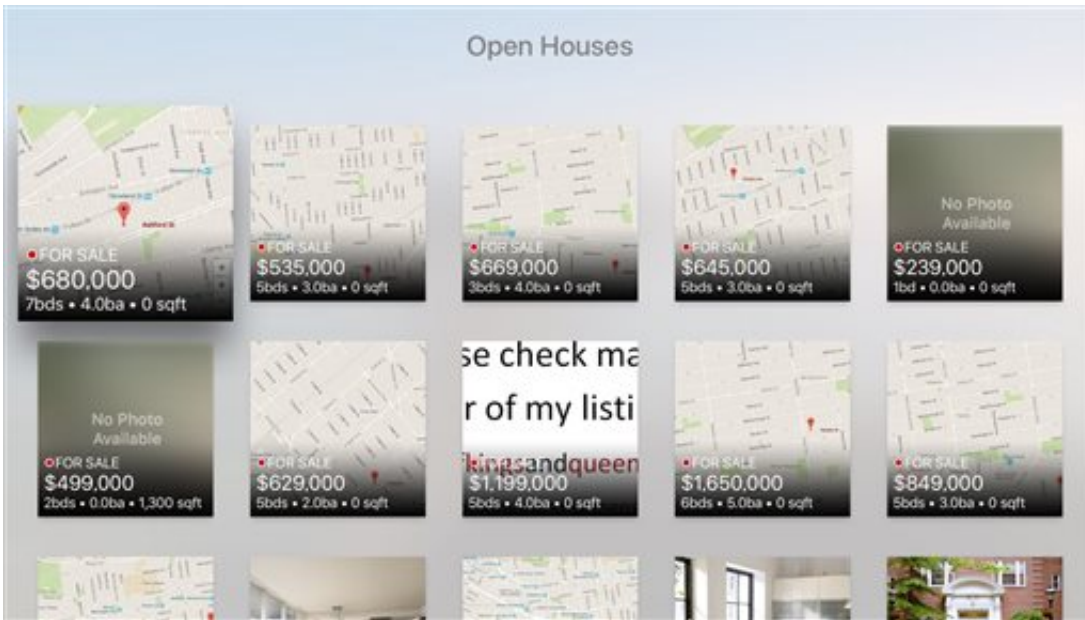 Open Houses
FOR SALE
$680,000
7bds • 4.0ba • 0 sqft
FOR SALE
$535,000
5bds • 3.0ba • 0 sqft
FOR SALE
$669,000
3bds • 4.0ba • 0 sqft
FOR SALE
$645,000
5bds • 3.0ba • 0 sqft
No Photo
Available
FOR SALE
$239,000
1bd • 0.0ba • 0 sqft
No Photo
Available
FOR SALE
$499,000
2bds • 0.0ba • 1,300 sqft
FOR SALE
$629,000
5bds • 2.0ba • 0 sqft
se check ma
r of my listi
kingsandqueen
$1,199,000
5bds • 4.0ba • 0 sqft
FOR SALE
$1,650,000
6bds • 5.0ba • 0 sqft
FOR SALE
$849,000
5bds • 3.0ba • 0 sqft